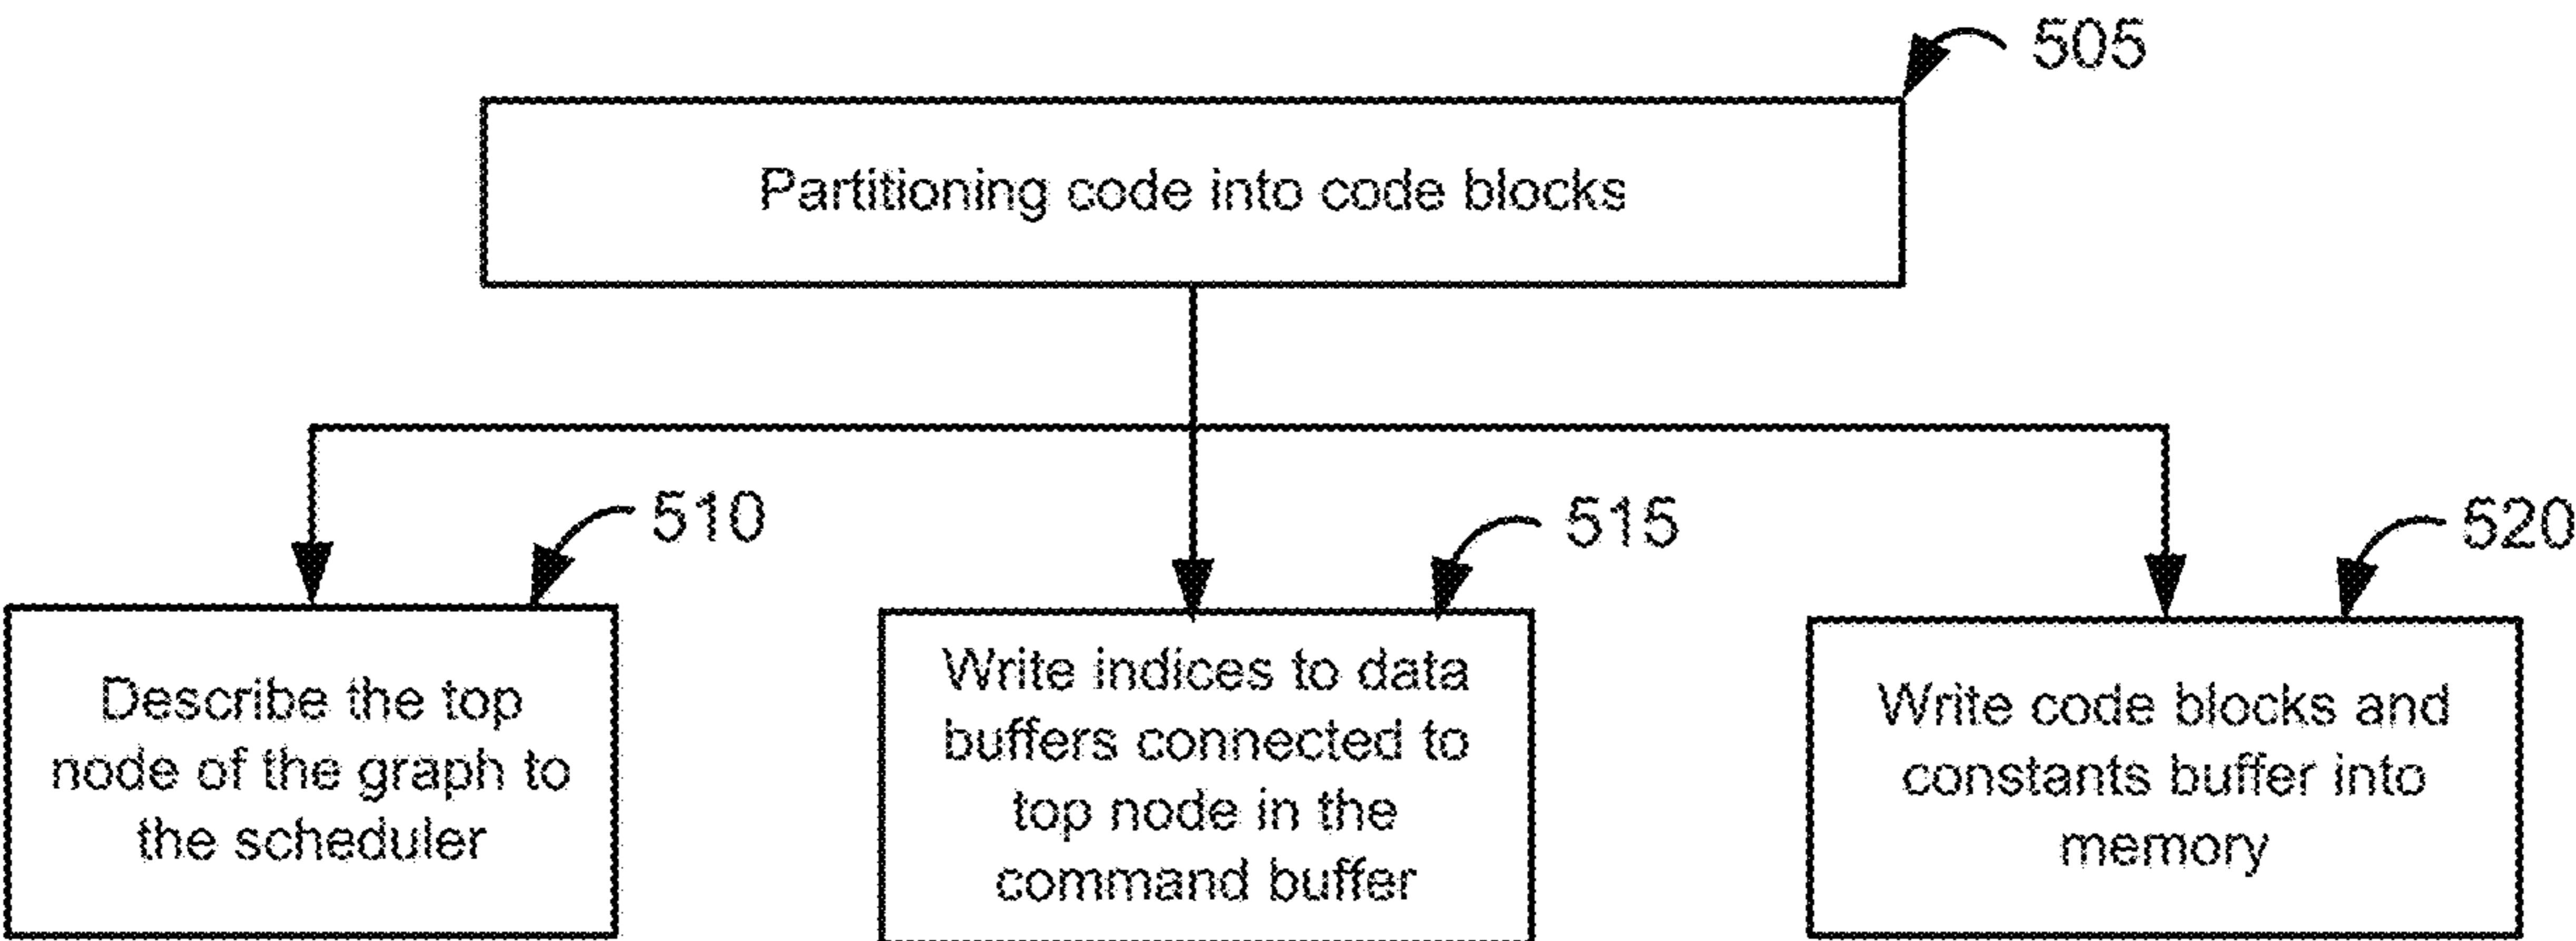 505
Partitioning code into code blocks
510
515
520
Describe the top
node of the graph to
the scheduler
Write indices to data
buffers connected to
top node in the
command buffer
Write code blocks and
constants buffer into
memory